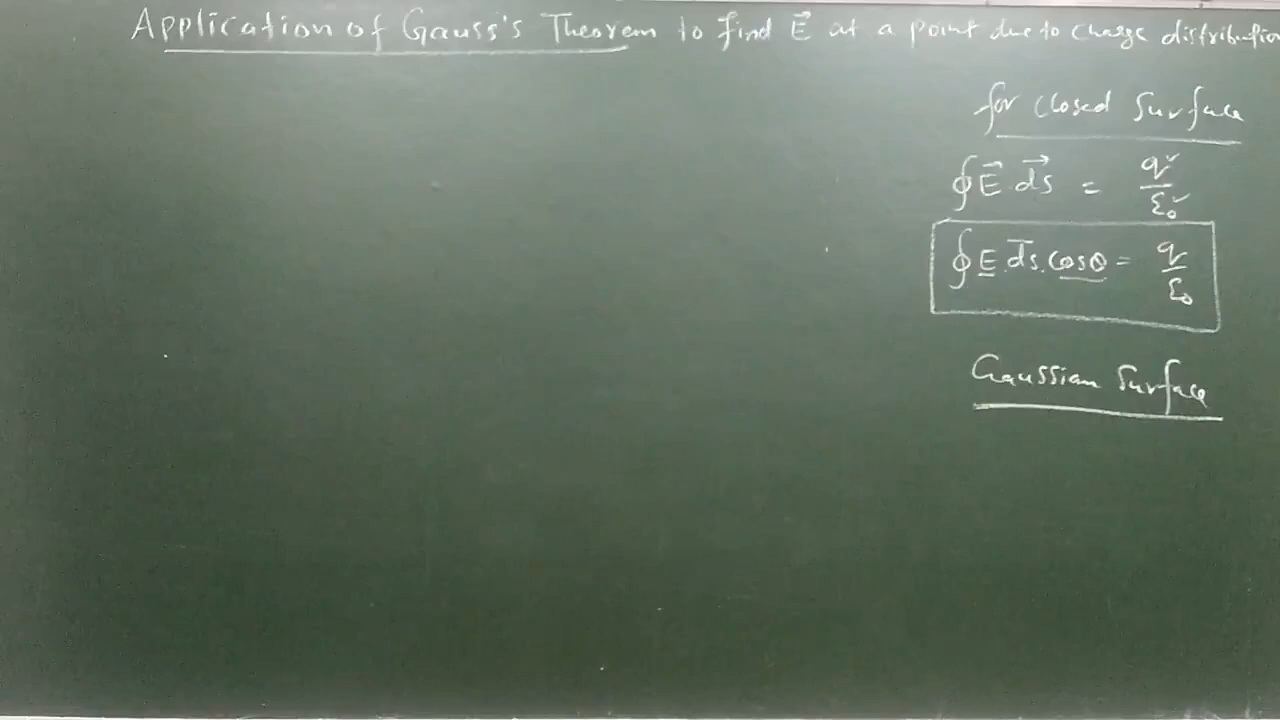 Application of Gauss's Theorem to find E⃗ at a point due to charge distribution
for closed Surface
∮E⃗.ds⃗ = q/ε₀
∮E.ds.cosθ = q/ε₀
Gaussian Surface